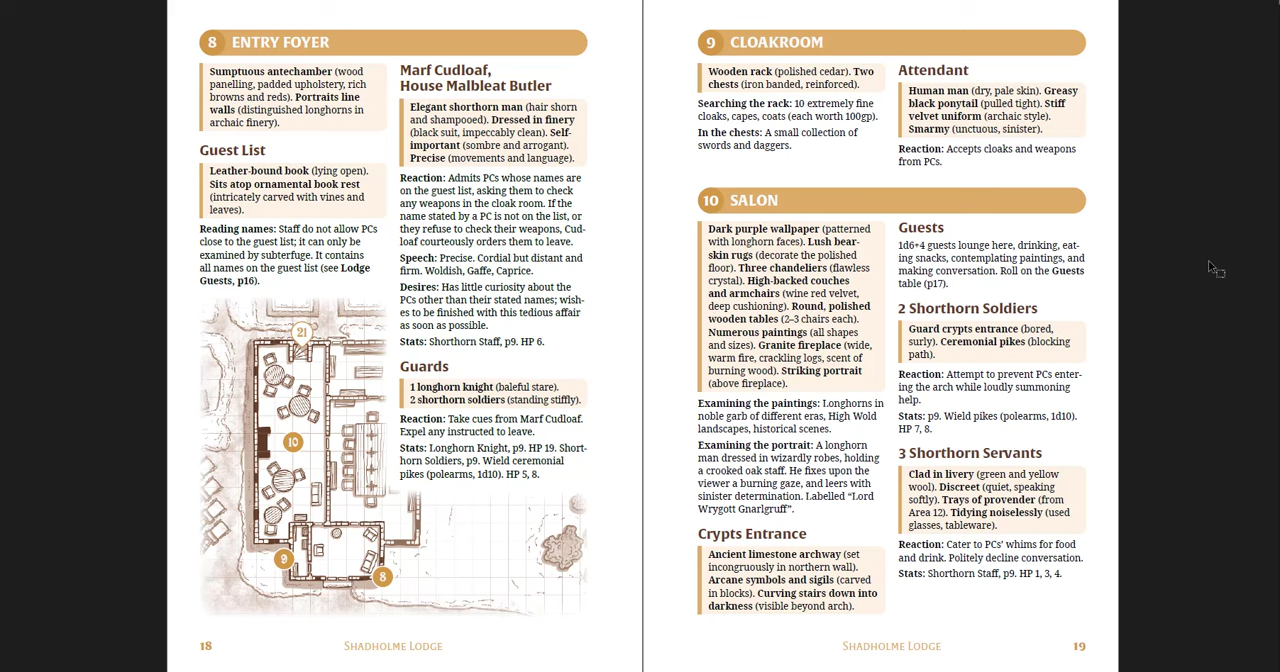 8 ENTRY FOYER
Sumptuous antechamber (wood
panelling, padded upholstery, rich
browns and reds). Portraits line
walls (distinguished longhorns in
archaic finery).
Guest List
Leather-bound book (lying open).
Sits atop ornamental book rest
(intricately carved with vines and
leaves).
Reading names: Staff do not allow PCs
close to the guest list; it can only be
examined by subterfuge. It contains
all names on the guest list (see Lodge
Guests, p16).
21
10
9
8
Marf Cudloaf,
House Malbleat Butler
Elegant shorthorn man (hair shorn
and shampooed). Dressed in finery
(black suit, impeccably clean). Self-
important (sombre and arrogant).
Precise (movements and language).
Reaction: Admits PCs whose names are
on the guest list, asking them to check
any weapons in the cloak room. If the
name stated by a PC is not on the list, or
they refuse to check their weapons, Cud-
loaf courteously orders them to leave.
Speech: Precise. Cordial but distant and
firm. Woldish, Gaffe, Caprice.
Desires: Has little curiosity about the
PCs other than their stated names; wish-
es to be finished with this tedious affair
as soon as possible.
Stats: Shorthorn Staff, p9. HP 6.
Guards
1 longhorn knight (baleful stare).
2 shorthorn soldiers (standing stiffly).
Reaction: Take cues from Marf Cudloaf.
Expel any instructed to leave.
Stats: Longhorn Knight, p9. HP 19. Short-
horn Soldiers, p9. Wield ceremonial
pikes (polearms, 1d10). HP 5, 8.
18 SHADHOLME LODGE
9 CLOAKROOM
Wooden rack (polished cedar). Two
chests (iron banded, reinforced).
Searching the rack: 10 extremely fine
cloaks, capes, coats (each worth 100gp).
In the chests: A small collection of
swords and daggers.
Attendant
Human man (dry, pale skin). Greasy
black ponytail (pulled tight). Stiff
velvet uniform (archaic style).
Smarmy (unctuous, sinister).
Reaction: Accepts cloaks and weapons
from PCs.
10 SALON
Dark purple wallpaper (patterned
with longhorn faces). Lush bear-
skin rugs (decorate the polished
floor). Three chandeliers (flawless
crystal). High-backed couches
and armchairs (wine red velvet,
deep cushioning). Round, polished
wooden tables (2–3 chairs each).
Numerous paintings (all shapes
and sizes). Granite fireplace (wide,
warm fire, crackling logs, scent of
burning wood). Striking portrait
(above fireplace).
Examining the paintings: Longhorns in
noble garb of different eras, High Wold
landscapes, historical scenes.
Examining the portrait: A longhorn
man dressed in wizardly robes, holding
a crooked oak staff. He fixes upon the
viewer a burning gaze, and leers with
sinister determination. Labelled “Lord
Wrygott Gnarlgruff”.
Crypts Entrance
Ancient limestone archway (set
incongruously in northern wall).
Arcane symbols and sigils (carved
in blocks). Curving stairs down into
darkness (visible beyond arch).
Guests
1d6+4 guests lounge here, drinking, eat-
ing snacks, contemplating paintings, and
making conversation. Roll on the Guests
table (p17).
2 Shorthorn Soldiers
Guard crypts entrance (bored,
surly). Ceremonial pikes (blocking
path).
Reaction: Attempt to prevent PCs enter-
ing the arch while loudly summoning
help.
Stats: p9. Wield pikes (polearms, 1d10).
HP 7, 8.
3 Shorthorn Servants
Clad in livery (green and yellow
wool). Discreet (quiet, speaking
softly). Trays of provender (from
Area 12). Tidying noiselessly (used
glasses, tableware).
Reaction: Cater to PCs’ whims for food
and drink. Politely decline conversation.
Stats: Shorthorn Staff, p9. HP 1, 3, 4.
SHADHOLME LODGE 19